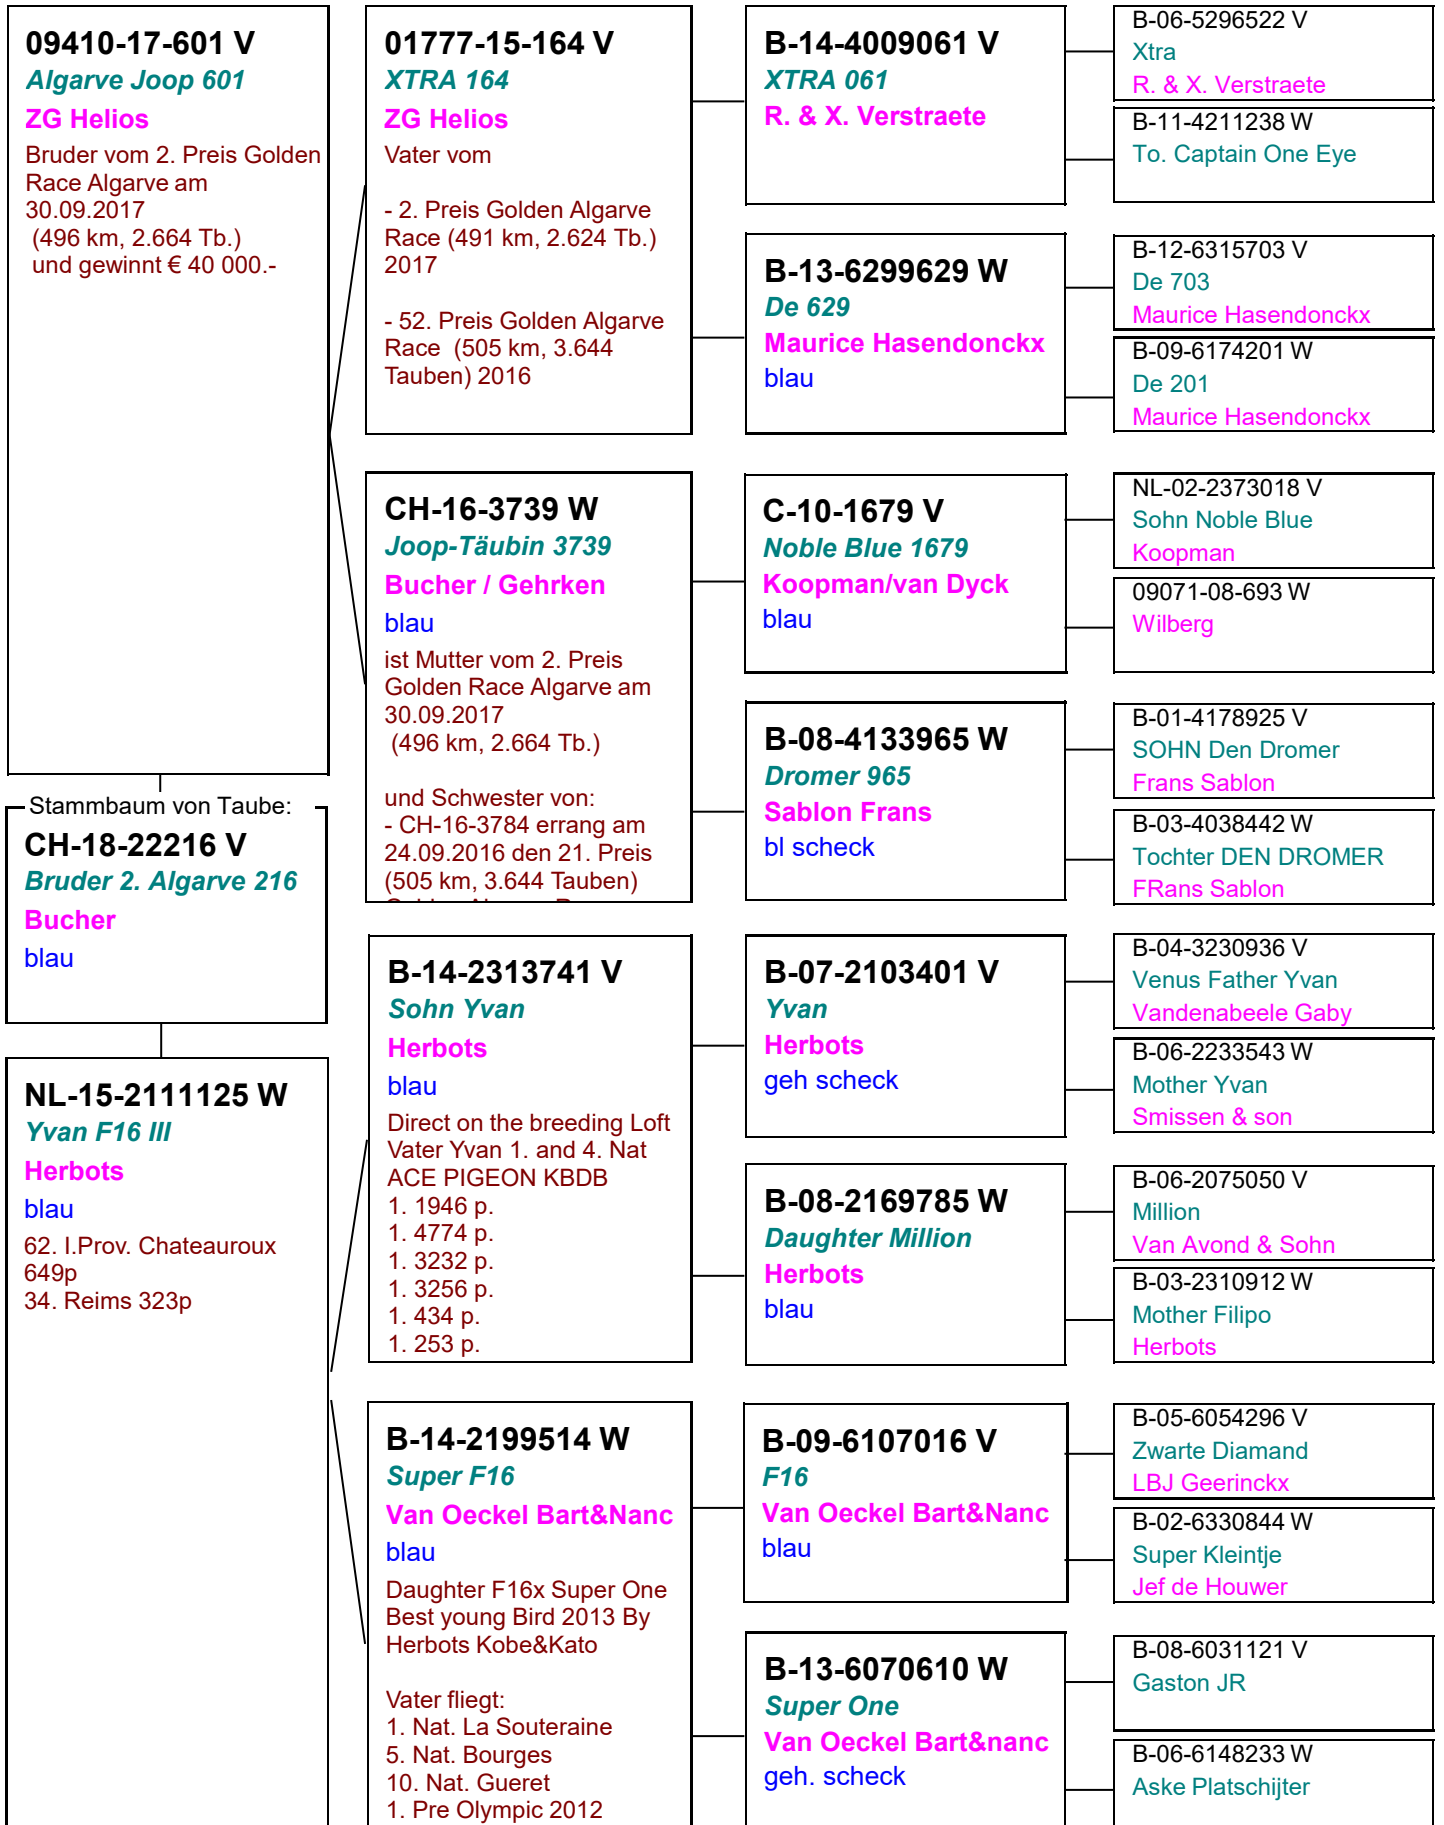 09410-17-601 V
Algarve Joop 601
ZG Helios
Bruder vom 2. Preis Golden
Race Algarve am
30.09.2017
(496 km, 2.664 Tb.)
und gewinnt € 40 000.-
Stammbaum von Taube:
CH-18-22216 V
Bruder 2. Algarve 216
Bucher
blau
NL-15-2111125 W
Yvan F16 III
Herbots
blau
62. I.Prov. Chateauroux
649p
34. Reims 323p
01777-15-164 V
XTRA 164
ZG Helios
Vater vom
- 2. Preis Golden Algarve
Race (491 km, 2.624 Tb.)
2017
- 52. Preis Golden Algarve
Race  (505 km, 3.644
Tauben) 2016
CH-16-3739 W
Joop-Täubin 3739
Bucher / Gehrken
blau
ist Mutter vom 2. Preis
Golden Race Algarve am
30.09.2017
(496 km, 2.664 Tb.)
und Schwester von:
- CH-16-3784 errang am
24.09.2016 den 21. Preis
(505 km, 3.644 Tauben)
B-14-2313741 V
Sohn Yvan
Herbots
blau
Direct on the breeding Loft
Vater Yvan 1. and 4. Nat
ACE PIGEON KBDB
1. 1946 p.
1. 4774 p.
1. 3232 p.
1. 3256 p.
1. 434 p.
1. 253 p.
B-14-2199514 W
Super F16
Van Oeckel Bart&Nanc
blau
Daughter F16x Super One
Best young Bird 2013 By
Herbots Kobe&Kato
Vater fliegt:
1. Nat. La Souteraine
5. Nat. Bourges
10. Nat. Gueret
1. Pre Olympic 2012
B-14-4009061 V
XTRA 061
R. & X. Verstraete
B-13-6299629 W
De 629
Maurice Hasendonckx
blau
C-10-1679 V
Noble Blue 1679
Koopman/van Dyck
blau
B-08-4133965 W
Dromer 965
Sablon Frans
bl scheck
B-07-2103401 V
Yvan
Herbots
geh scheck
B-08-2169785 W
Daughter Million
Herbots
blau
B-09-6107016 V
F16
Van Oeckel Bart&Nanc
blau
B-13-6070610 W
Super One
Van Oeckel Bart&nanc
geh. scheck
B-06-5296522 V
Xtra
R. & X. Verstraete
B-11-4211238 W
To. Captain One Eye
B-12-6315703 V
De 703
Maurice Hasendonckx
B-09-6174201 W
De 201
Maurice Hasendonckx
NL-02-2373018 V
Sohn Noble Blue
Koopman
09071-08-693 W
Wilberg
B-01-4178925 V
SOHN Den Dromer
Frans Sablon
B-03-4038442 W
Tochter DEN DROMER
FRans Sablon
B-04-3230936 V
Venus Father Yvan
Vandenabeele Gaby
B-06-2233543 W
Mother Yvan
Smissen & son
B-06-2075050 V
Million
Van Avond & Sohn
B-03-2310912 W
Mother Filipo
Herbots
B-05-6054296 V
Zwarte Diamand
LBJ Geerinckx
B-02-6330844 W
Super Kleintje
Jef de Houwer
B-08-6031121 V
Gaston JR
B-06-6148233 W
Aske Platschijter